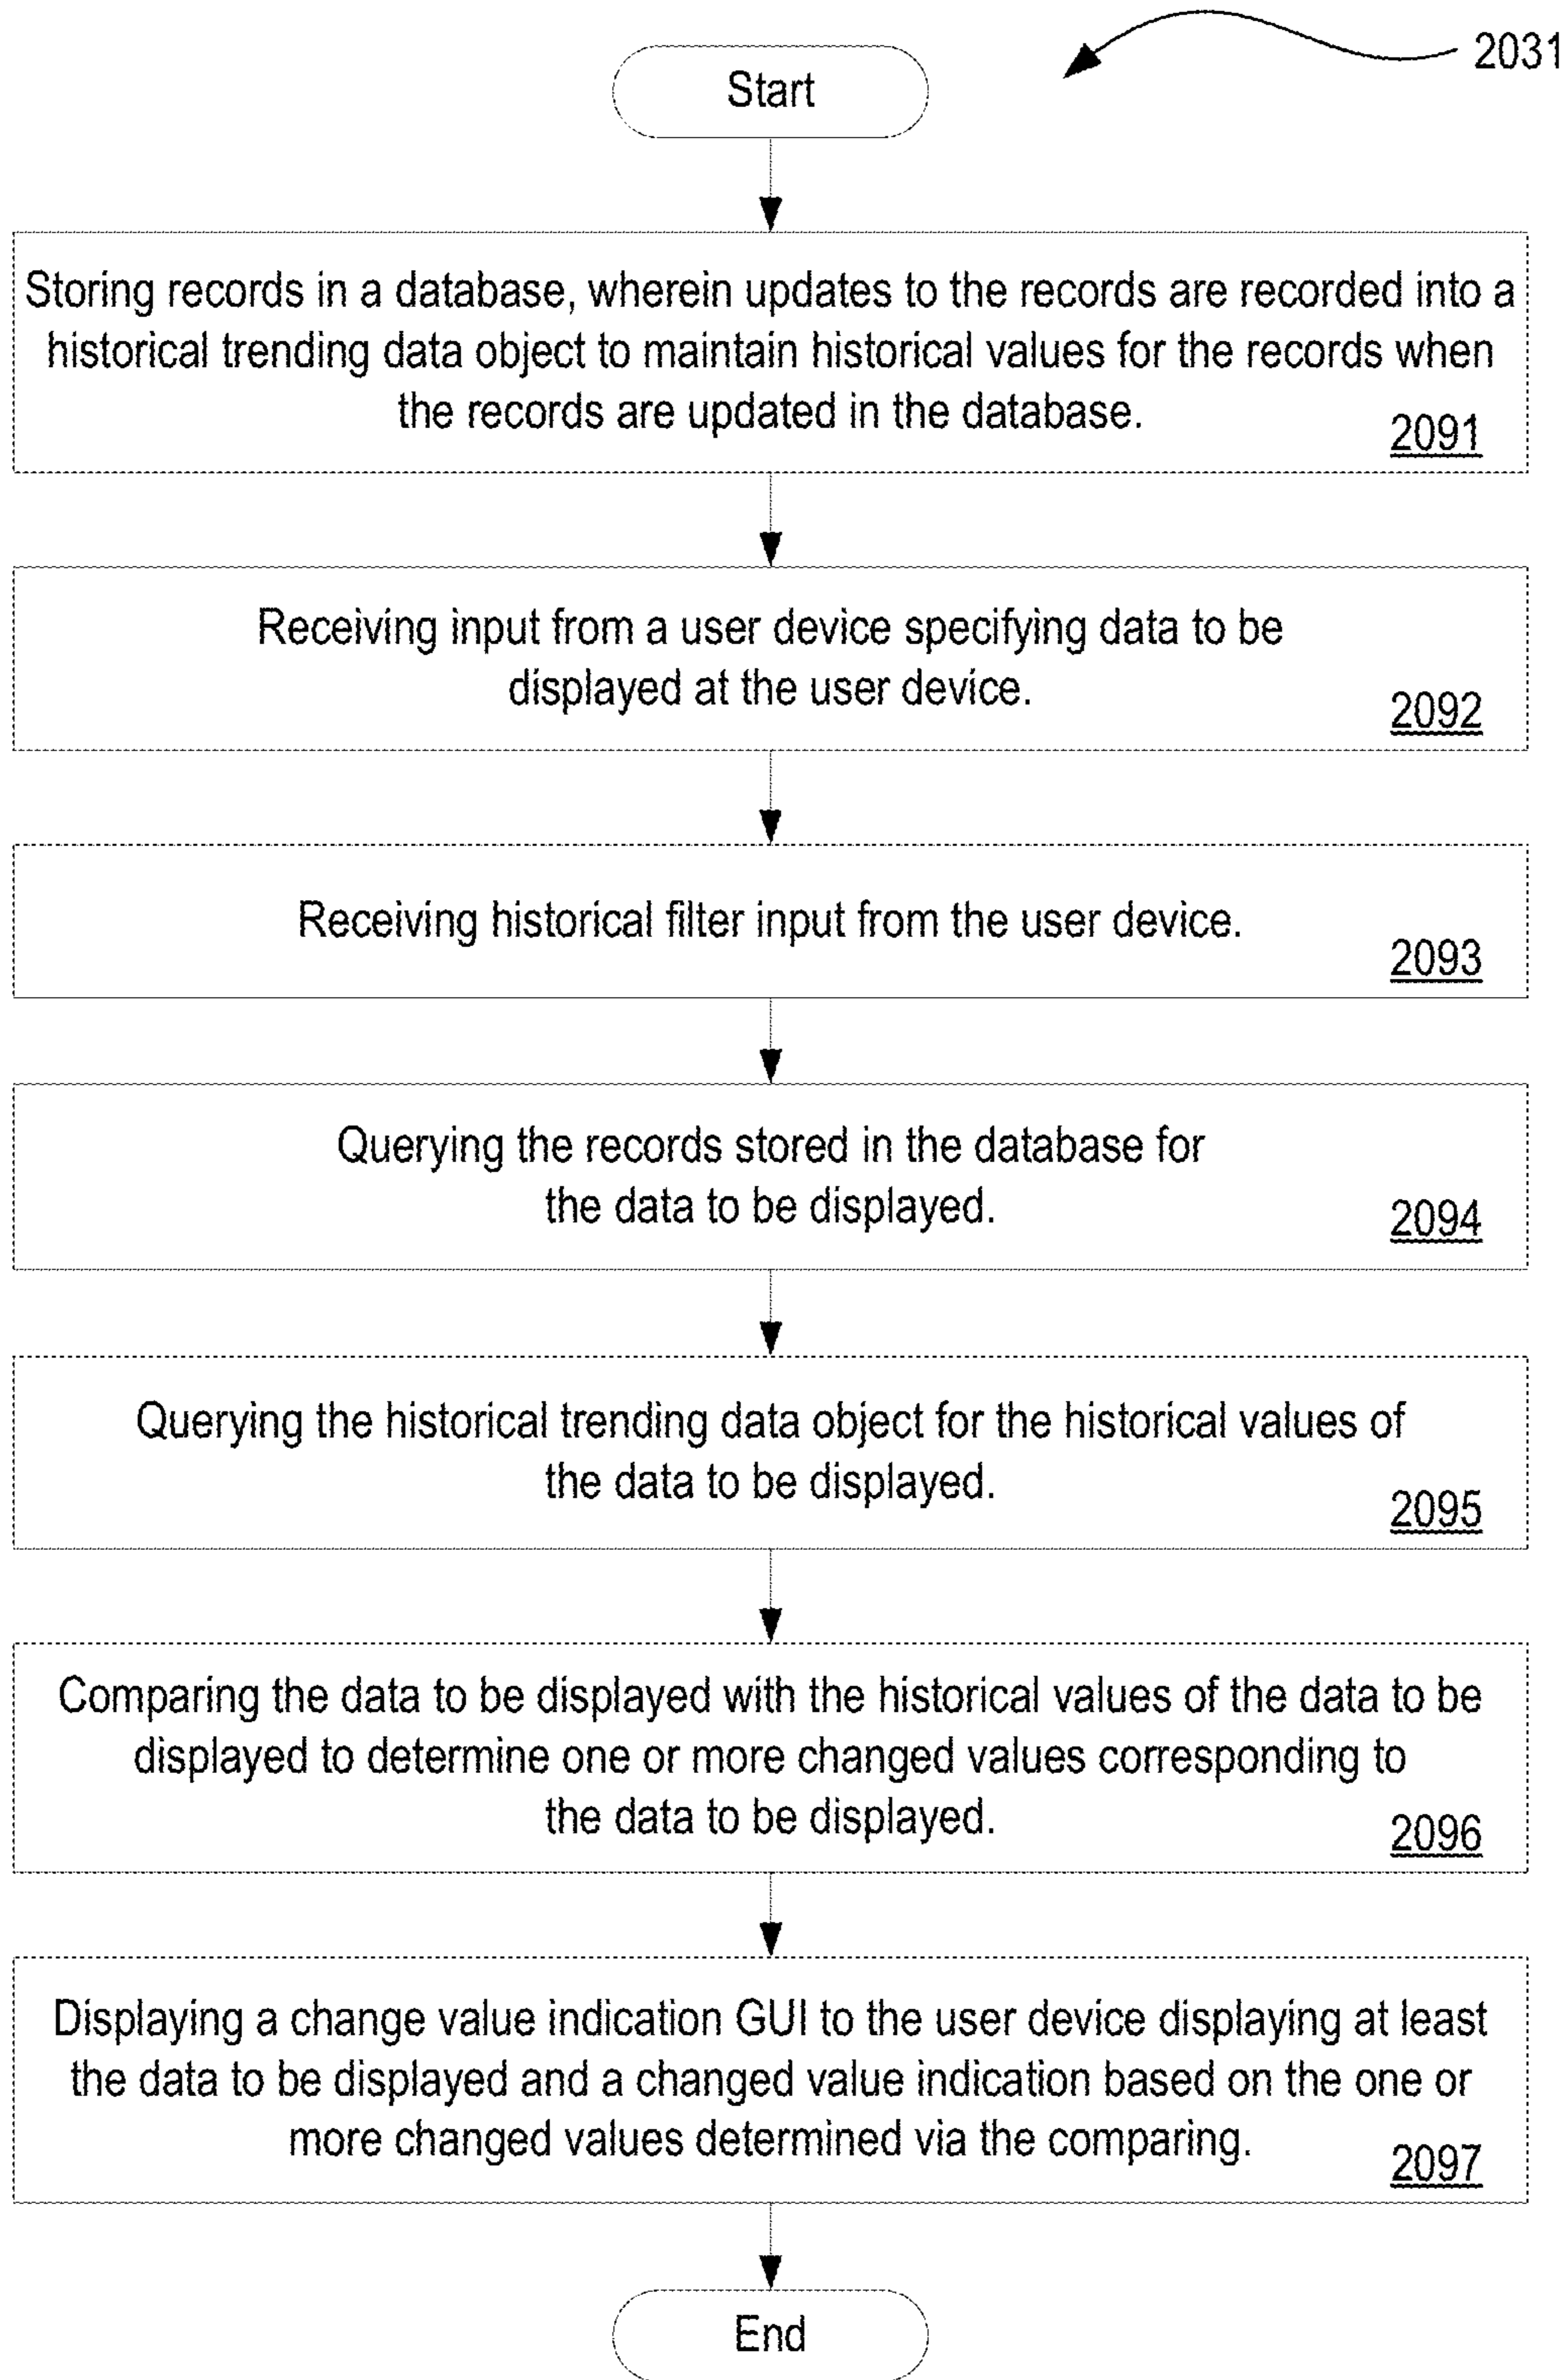 2031
Start
Storing records in a database, wherein updates to the records are recorded into a
historical trending data object to maintain historical values for the records when
the records are updated in the database.
2091
Receiving input from a user device specifying data to be
displayed at the user device.
2092
Receiving historical filter input from the user device.
2093
Querying the records stored in the database for
the data to be displayed.
2094
Querying the historical trending data object for the historical values of
the data to be displayed.
2095
Comparing the data to be displayed with the historical values of the data to be
displayed to determine one or more changed values corresponding to
the data to be displayed.
2096
Displaying a change value indication GUI to the user device displaying at least
the data to be displayed and a changed value indication based on the one or
more changed values determined via the comparing.
2097
End